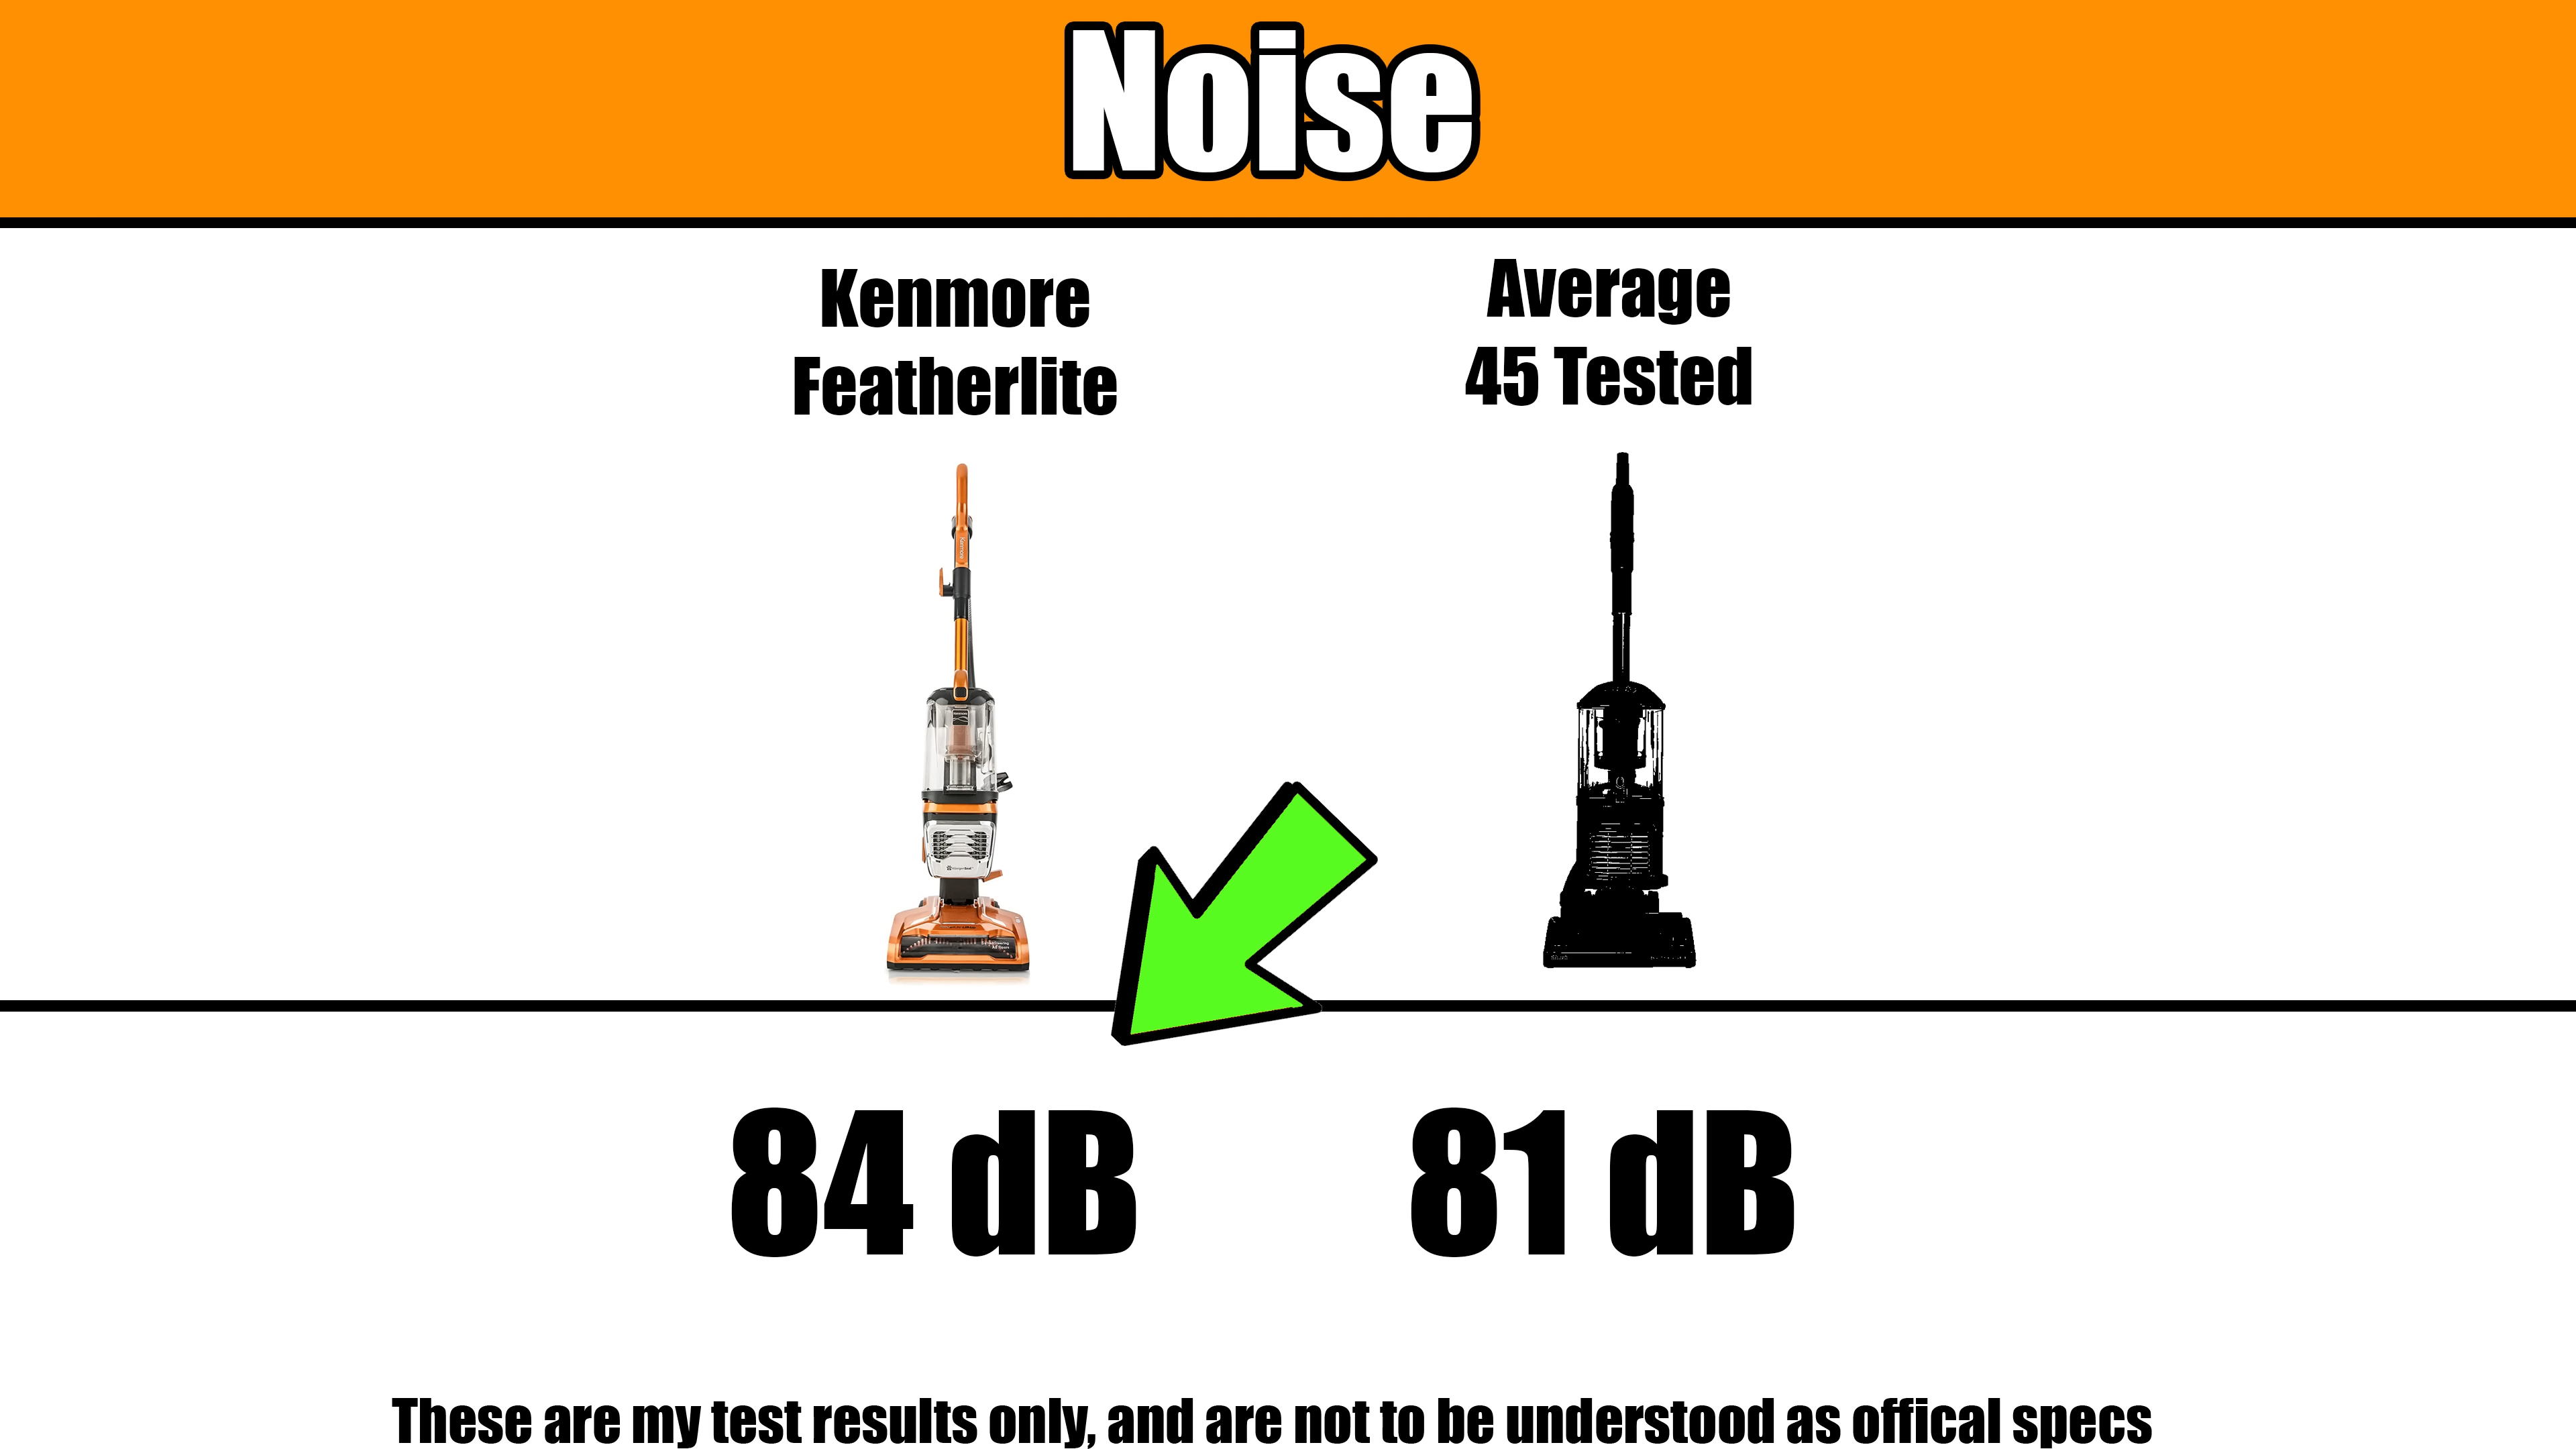 Noise
Kenmore
Featherlite
Average
45 Tested
84 dB
81 dB
These are my test results only, and are not to be understood as offical specs